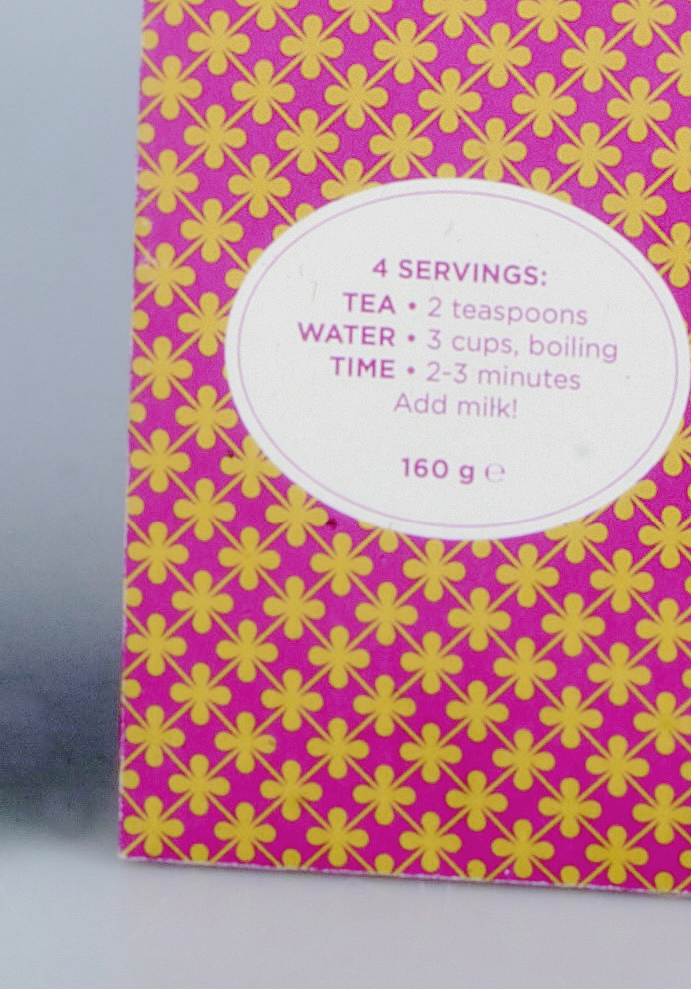 4 SERVINGS:
TEA • 2 teaspoons
WATER • 3 cups, boiling
TIME • 2-3 minutes
Add milk!
160 g ℮